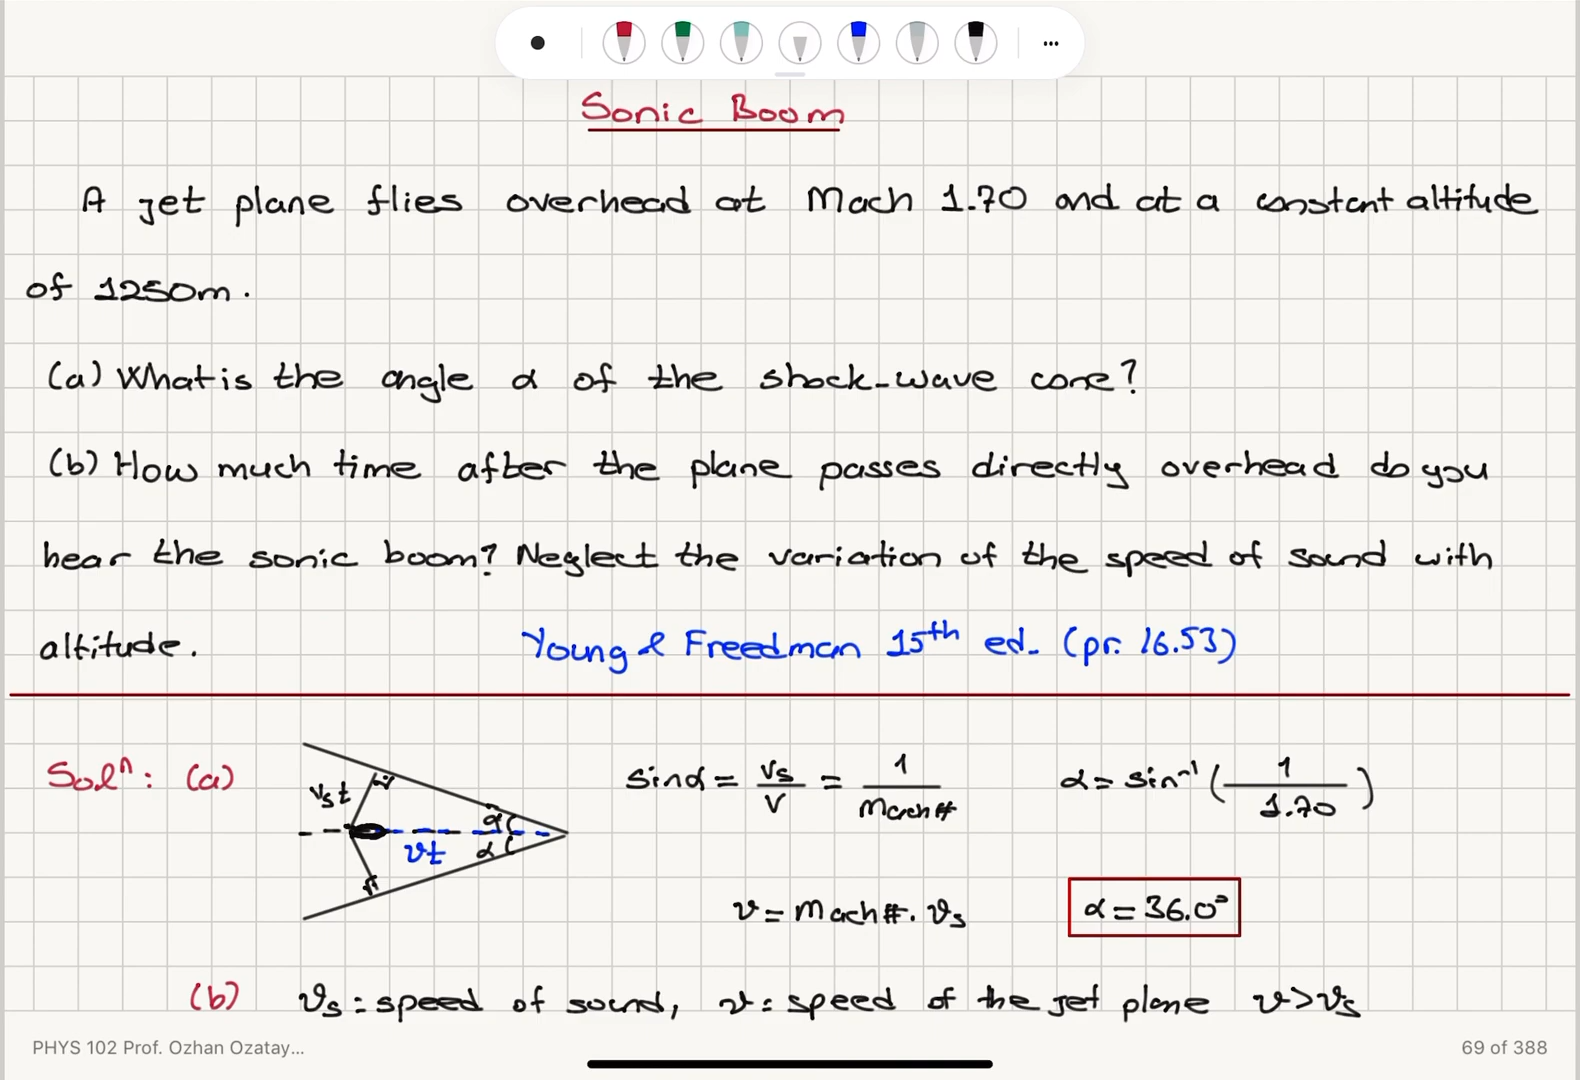 Sonic Boom
A jet plane flies overhead at Mach 1.70 and at a constant altitude
of 1250m.
(a) What is the angle α of the shock-wave cone?
(b) How much time after the plane passes directly overhead do you
hear the sonic boom? Neglect the variation of the speed of sound with
altitude.
Young & Freedman 15th ed. (pr. 16.53)
Solⁿ: (a)
vₛt
α
vt
α
sinα = vₛ/v = 1/Mach#
α = sin⁻¹(1/1.70)
v = Mach#. vₛ
α = 36.0°
(b) vₛ: speed of sound, v: speed of the jet plane v>vₛ
PHYS 102 Prof. Ozhan Ozatay...
69 of 388